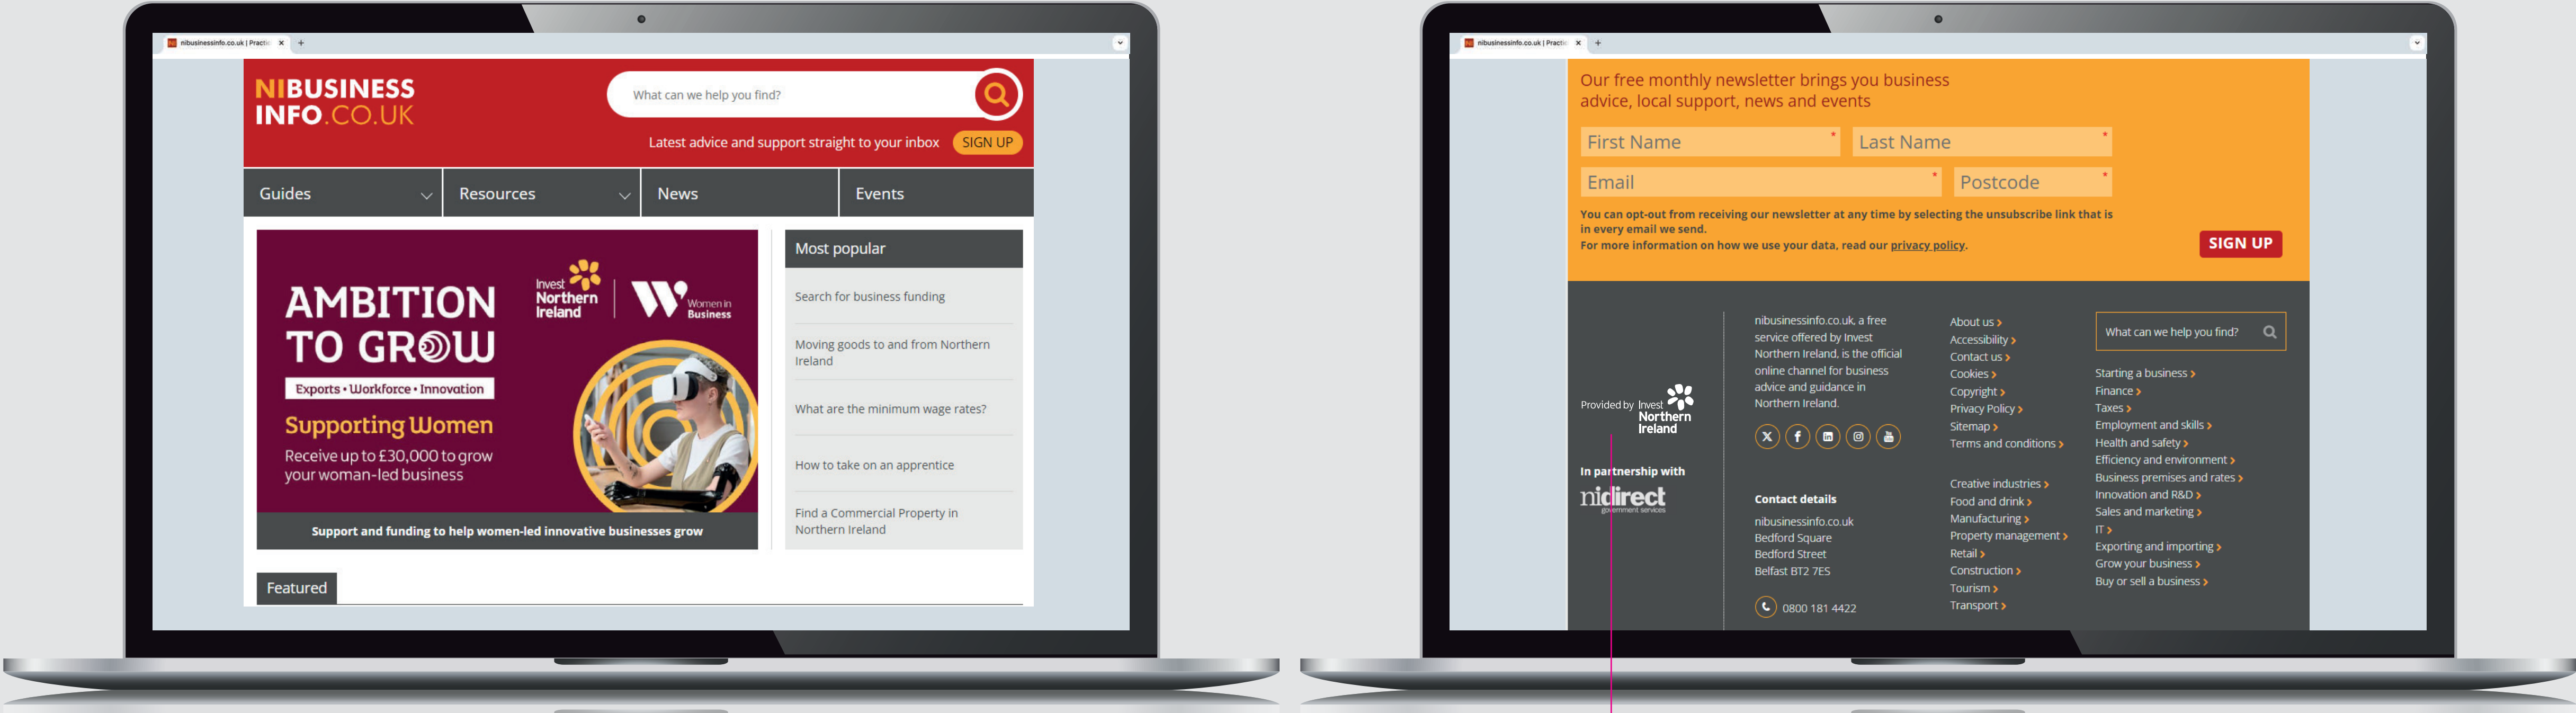 nibusinessinfo.co.uk | Practic
NIBUSINESS
INFO.CO.UK
What can we help you find?
Latest advice and support straight to your inbox
SIGN UP
Guides
Resources
News
Events
AMBITION
TO GROW
Exports • Workforce • Innovation
Supporting Women
Receive up to £30,000 to grow
your woman-led business
Invest
Northern
Ireland
Women in
Business
Support and funding to help women-led innovative businesses grow
Most popular
Search for business funding
Moving goods to and from Northern
Ireland
What are the minimum wage rates?
How to take on an apprentice
Find a Commercial Property in
Northern Ireland
Featured
nibusinessinfo.co.uk | Practic
Our free monthly newsletter brings you business
advice, local support, news and events
First Name *
Last Name *
Email *
Postcode *
You can opt-out from receiving our newsletter at any time by selecting the unsubscribe link that is
in every email we send.
For more information on how we use your data, read our privacy policy.
SIGN UP
Provided by Invest
Northern
Ireland
In partnership with
nidirect
government services
nibusinessinfo.co.uk, a free
service offered by Invest
Northern Ireland, is the official
online channel for business
advice and guidance in
Northern Ireland.
Contact details
nibusinessinfo.co.uk
Bedford Square
Bedford Street
Belfast BT2 7ES
0800 181 4422
About us
Accessibility
Contact us
Cookies
Copyright
Privacy Policy
Sitemap
Terms and conditions
Creative industries
Food and drink
Manufacturing
Property management
Retail
Construction
Tourism
Transport
What can we help you find?
Starting a business
Finance
Taxes
Employment and skills
Health and safety
Efficiency and environment
Business premises and rates
Innovation and R&D
Sales and marketing
IT
Exporting and importing
Grow your business
Buy or sell a business